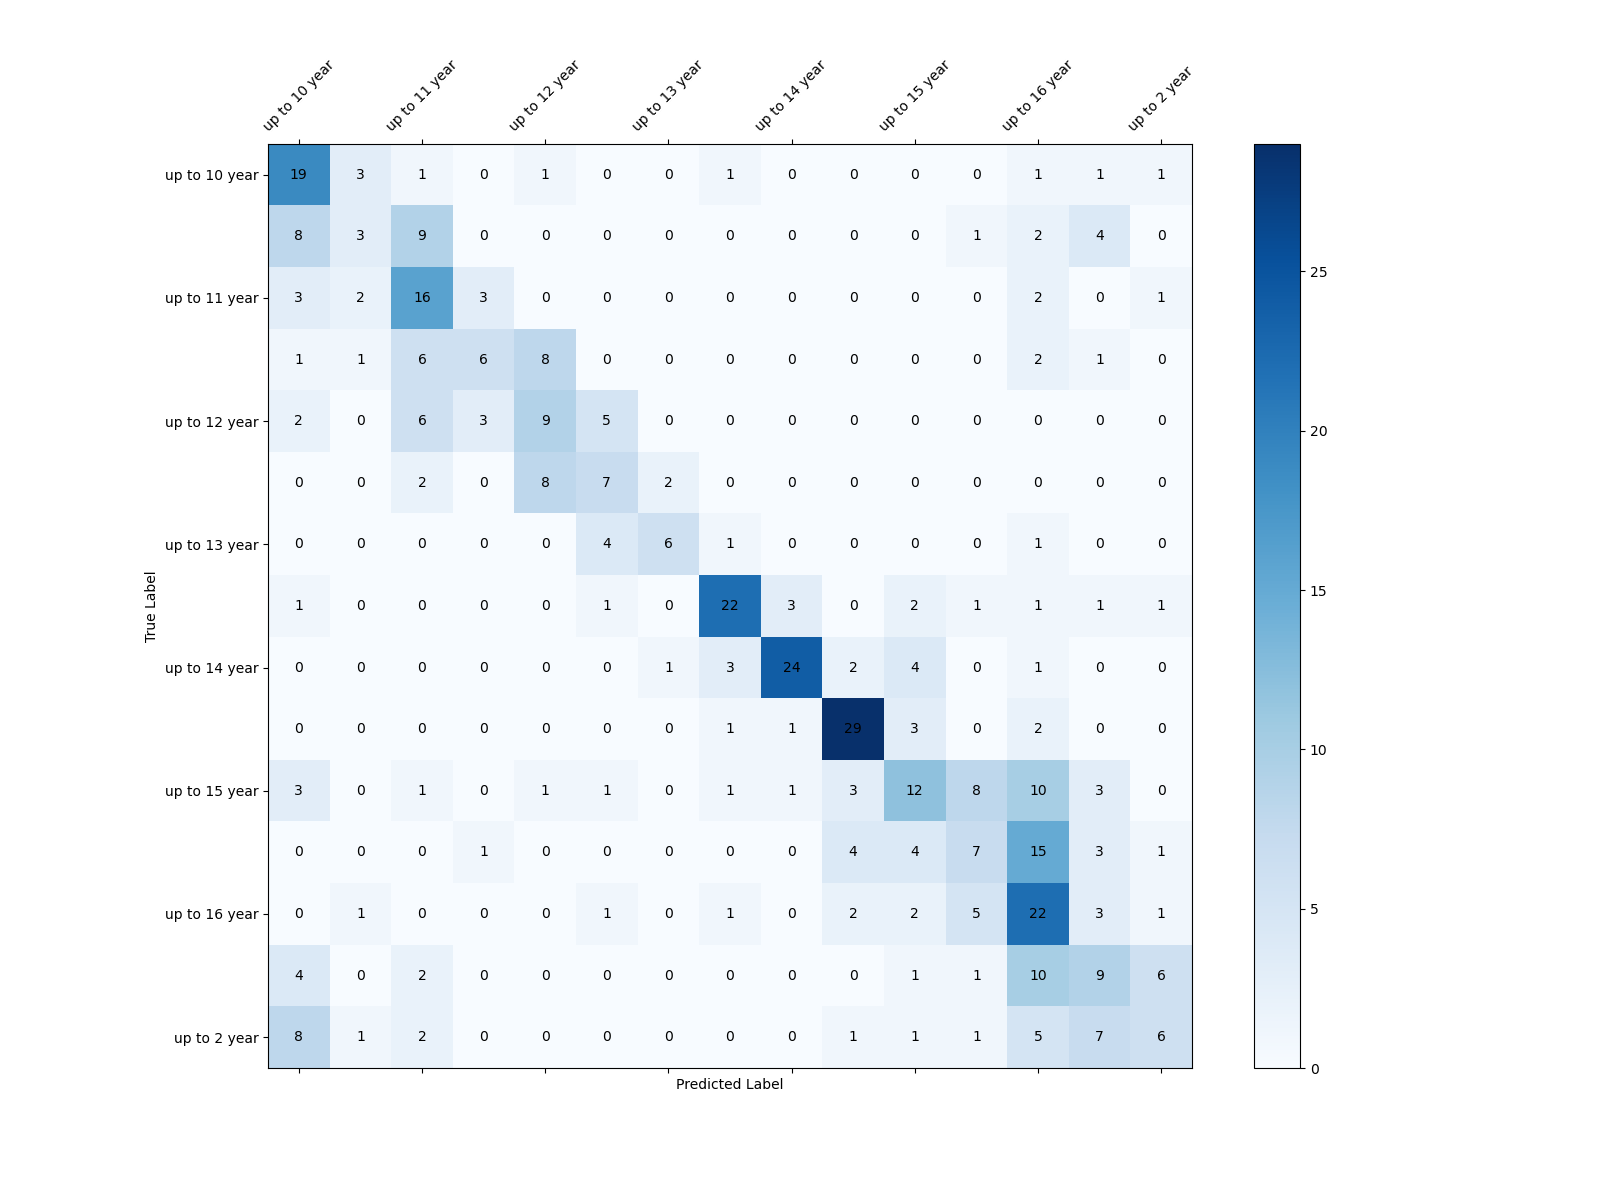 up to 10 year up to 11 year up to 12 year up to 13 year up to 14 year up to 15 year up to 16 year up to 2 year
up to 10 year 19 3 1 0 1 0 0 1 0 0 0 0 1 1 1
8 3 9 0 0 0 0 0 0 0 0 1 2 4 0
up to 11 year 3 2 16 3 0 0 0 0 0 0 0 0 2 0 1
1 1 6 6 8 0 0 0 0 0 0 0 2 1 0
up to 12 year 2 0 6 3 9 5 0 0 0 0 0 0 0 0 0
0 0 2 0 8 7 2 0 0 0 0 0 0 0 0
up to 13 year 0 0 0 0 0 4 6 1 0 0 0 0 1 0 0
1 0 0 0 0 1 0 22 3 0 2 1 1 1 1
up to 14 year 0 0 0 0 0 0 1 3 24 2 4 0 1 0 0
0 0 0 0 0 0 0 1 1 29 3 0 2 0 0
up to 15 year 3 0 1 0 1 1 0 1 1 3 12 8 10 3 0
0 0 0 1 0 0 0 0 0 4 4 7 15 3 1
up to 16 year 0 1 0 0 0 1 0 1 0 2 2 5 22 3 1
4 0 2 0 0 0 0 0 0 0 1 1 10 9 6
up to 2 year 8 1 2 0 0 0 0 0 0 1 1 1 5 7 6
True Label
Predicted Label
25
20
15
10
5
0